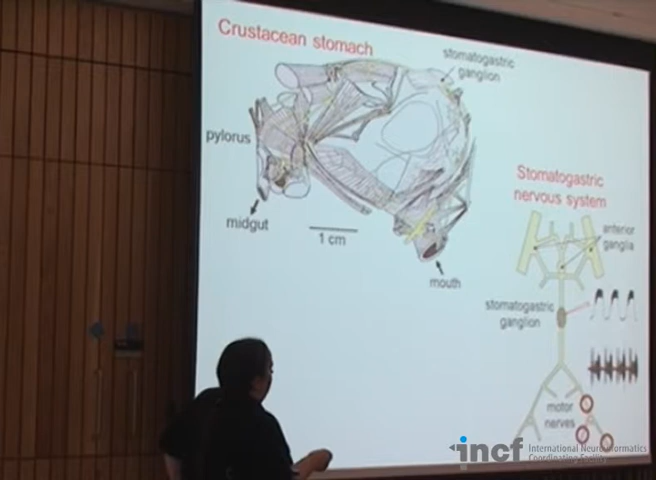 Crustacean stomach
stomatogastric
ganglion
pylorus
midgut
1 cm
mouth
Stomatogastric
nervous system
anterior
ganglia
stomatogastric
ganglion
motor
nerves
incf International Neuroinformatics
Coordinating Facility